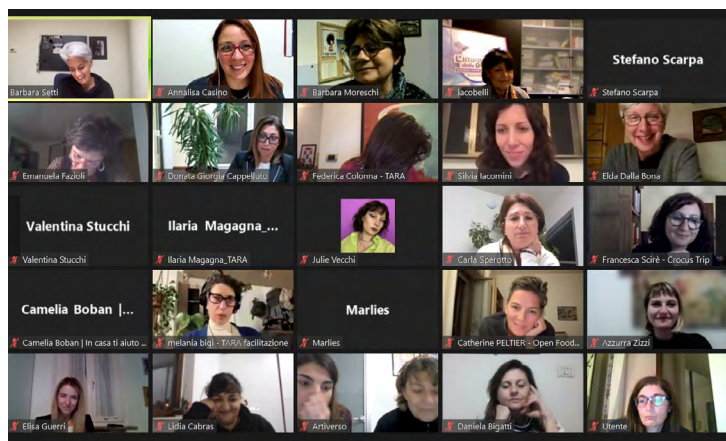 Barbara Setti
Annalisa Casino
Barbara Moreschi
iacobelli
Stefano Scarpa
Stefano Scarpa
Emanuela Fazioli
Donata Giorgia Cappelluto
Federica Colonna - TARA
Silvia Iacomini
Elda Dalla Bona
Valentina Stucchi
Valentina Stucchi
Ilaria Magagna_...
Ilaria Magagna_TARA
Julie Vecchi
Carla Sperotto
Francesca Scirè - Crocus Trip
Camelia Boban |...
Camelia Boban | In casa ti aiuto ...
melania bigi - TARA facilitazione
Marlies
Marlies
Catherine PELTIER - Open Food...
Azzurra Zizzi
Elisa Guerri
Lidia Cabras
Artiverso
Daniela Bigatti
Utente